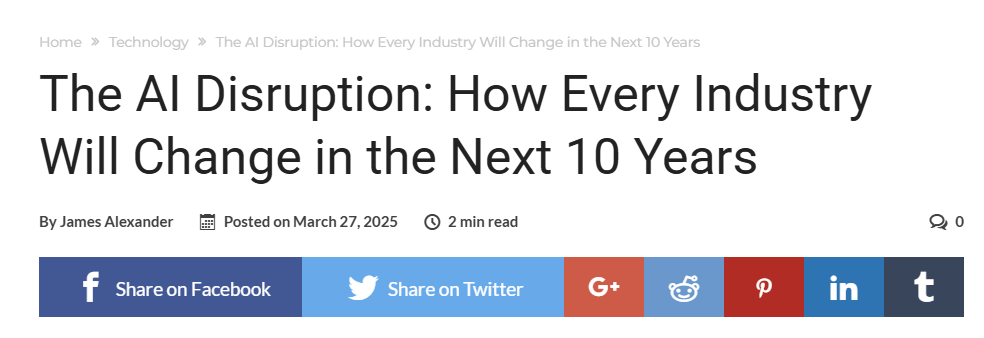 Home » Technology » The AI Disruption: How Every Industry Will Change in the Next 10 Years
The AI Disruption: How Every Industry
Will Change in the Next 10 Years
By James Alexander Posted on March 27, 2025 2 min read 0
f Share on Facebook Share on Twitter G+ in t